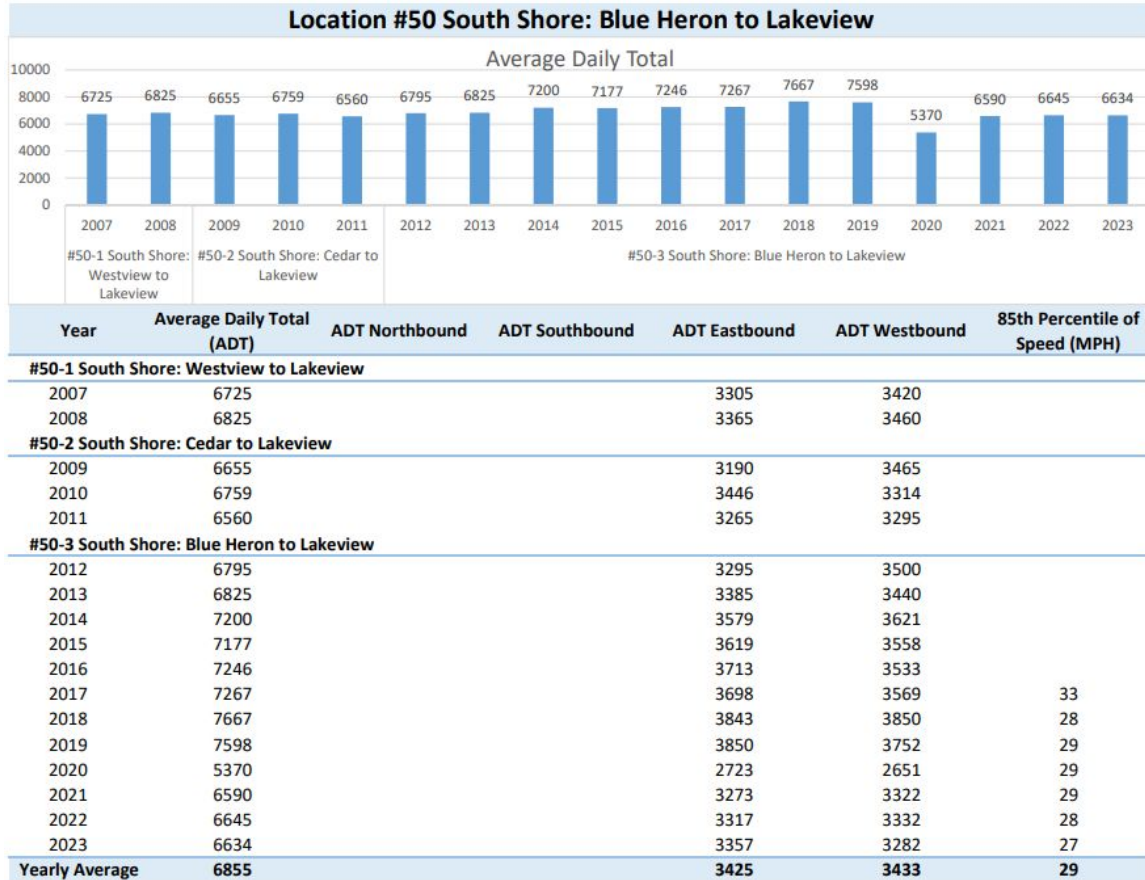 Location #50 South Shore: Blue Heron to Lakeview
Average Daily Total
10000
8000
6000
4000
2000
0
6725 6825 6655 6759 6560 6795 6825 7200 7177 7246 7267 7667 7598 5370 6590 6645 6634
2007 2008 2009 2010 2011 2012 2013 2014 2015 2016 2017 2018 2019 2020 2021 2022 2023
#50-1 South Shore:
Westview to
Lakeview
#50-2 South Shore: Cedar to
Lakeview
#50-3 South Shore: Blue Heron to Lakeview
Year
Average Daily Total
(ADT)
ADT Northbound
ADT Southbound
ADT Eastbound
ADT Westbound
85th Percentile of
Speed (MPH)
#50-1 South Shore: Westview to Lakeview
2007 6725 3305 3420
2008 6825 3365 3460
#50-2 South Shore: Cedar to Lakeview
2009 6655 3190 3465
2010 6759 3446 3314
2011 6560 3265 3295
#50-3 South Shore: Blue Heron to Lakeview
2012 6795 3295 3500
2013 6825 3385 3440
2014 7200 3579 3621
2015 7177 3619 3558
2016 7246 3713 3533
2017 7267 3698 3569 33
2018 7667 3843 3850 28
2019 7598 3850 3752 29
2020 5370 2723 2651 29
2021 6590 3273 3322 29
2022 6645 3317 3332 28
2023 6634 3357 3282 27
Yearly Average 6855 3425 3433 29